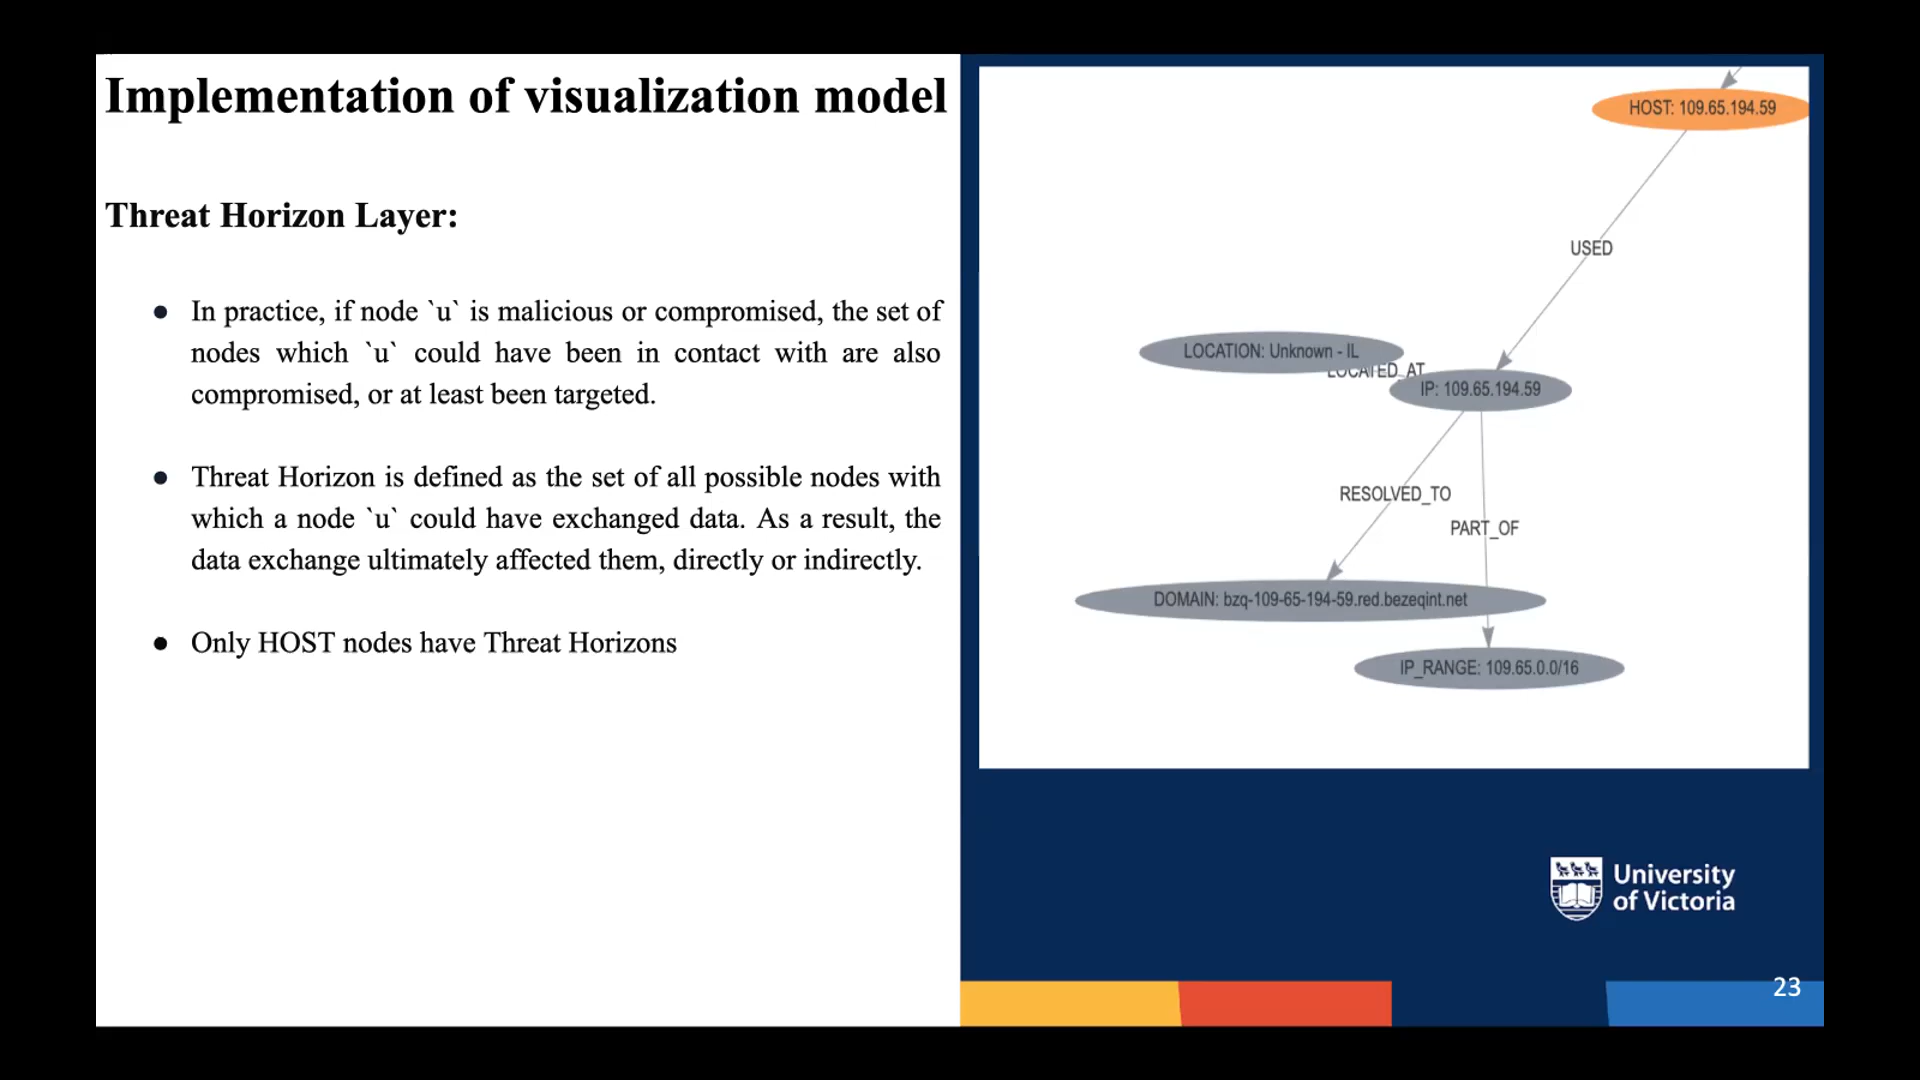 Implementation of visualization model
Threat Horizon Layer:
● In practice, if node `u` is malicious or compromised, the set of
nodes which `u` could have been in contact with are also
compromised, or at least been targeted.
● Threat Horizon is defined as the set of all possible nodes with
which a node `u` could have exchanged data. As a result, the
data exchange ultimately affected them, directly or indirectly.
● Only HOST nodes have Threat Horizons
HOST: 109.65.194.59
USED
LOCATION: Unknown - IL
LOCATED_AT
IP: 109.65.194.59
RESOLVED_TO
PART_OF
DOMAIN: bzq-109-65-194-59.red.bezeqint.net
IP_RANGE: 109.65.0.0/16
University
of Victoria
23